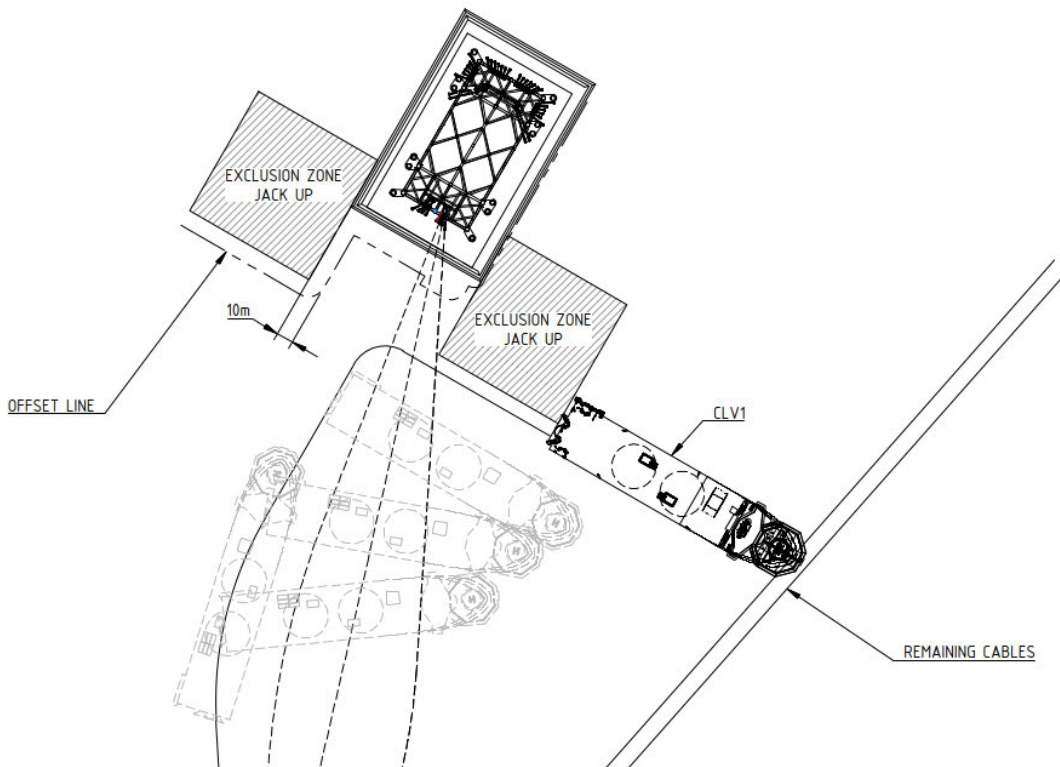 EXCLUSION ZONE
JACK UP
10m
EXCLUSION ZONE
JACK UP
OFFSET LINE
CLV1
REMAINING CABLES